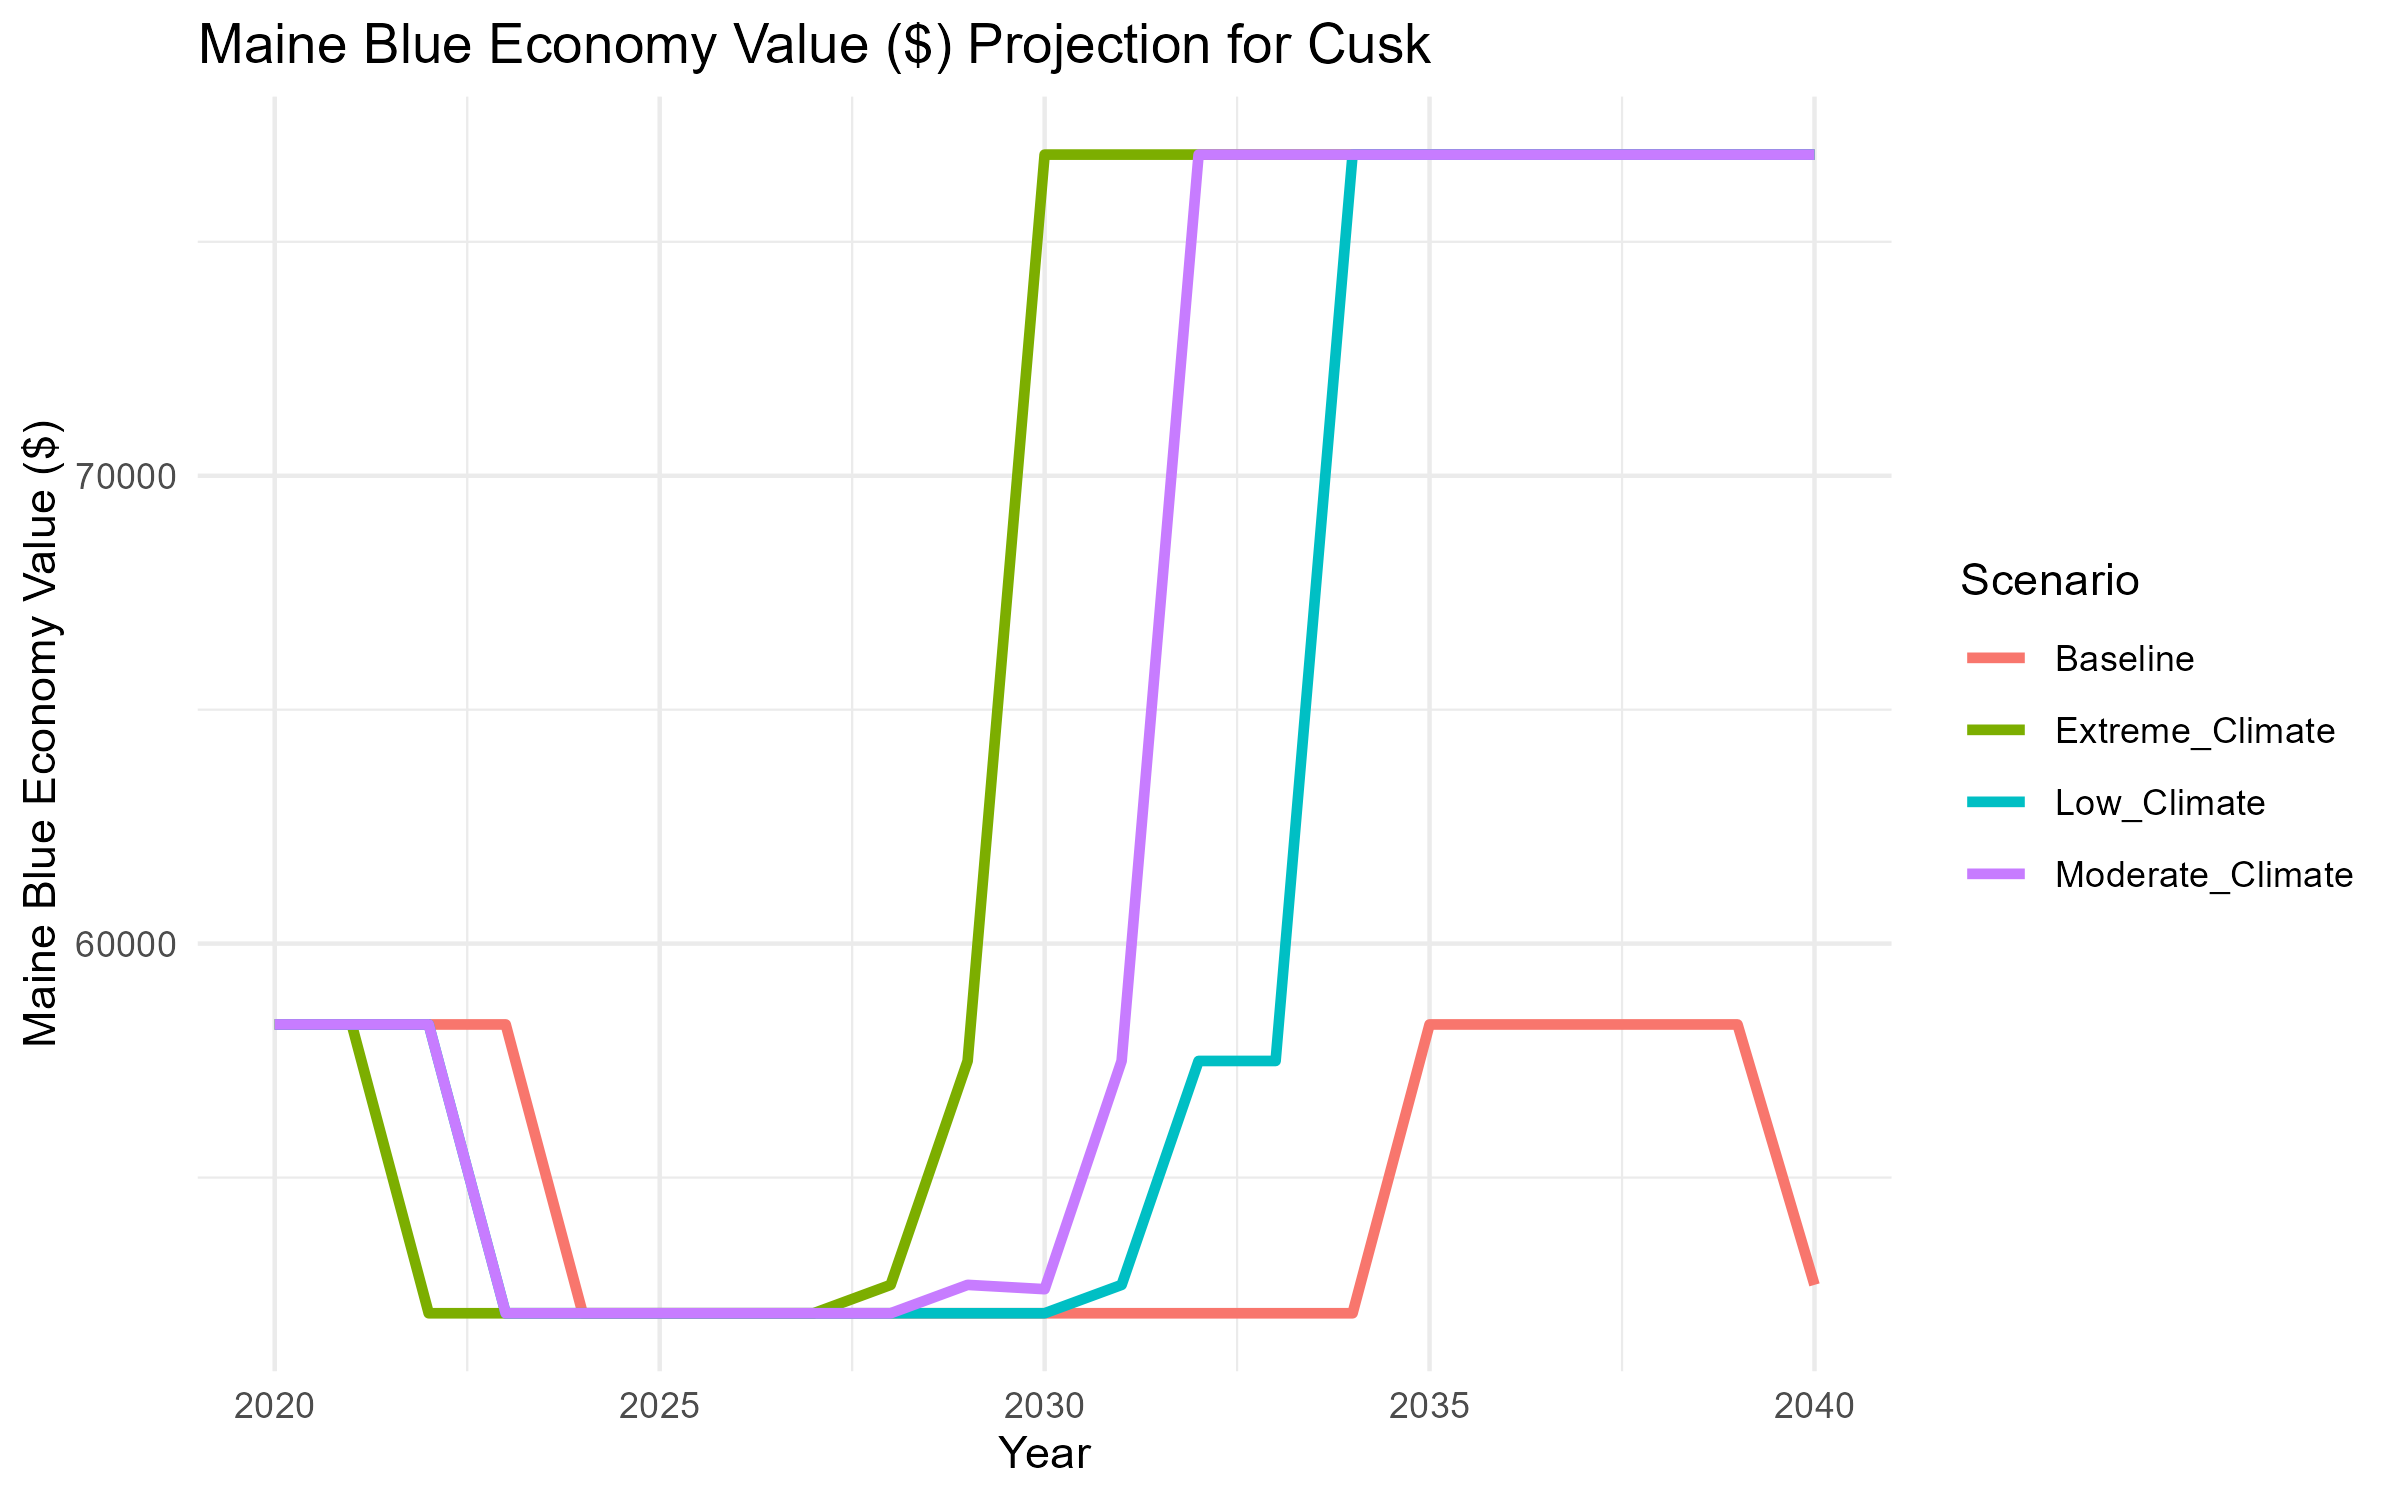 Maine Blue Economy Value ($) Projection for Cusk
Maine Blue Economy Value ($)
70000
60000
2020
2025
2030
2035
2040
Year
Scenario
Baseline
Extreme_Climate
Low_Climate
Moderate_Climate